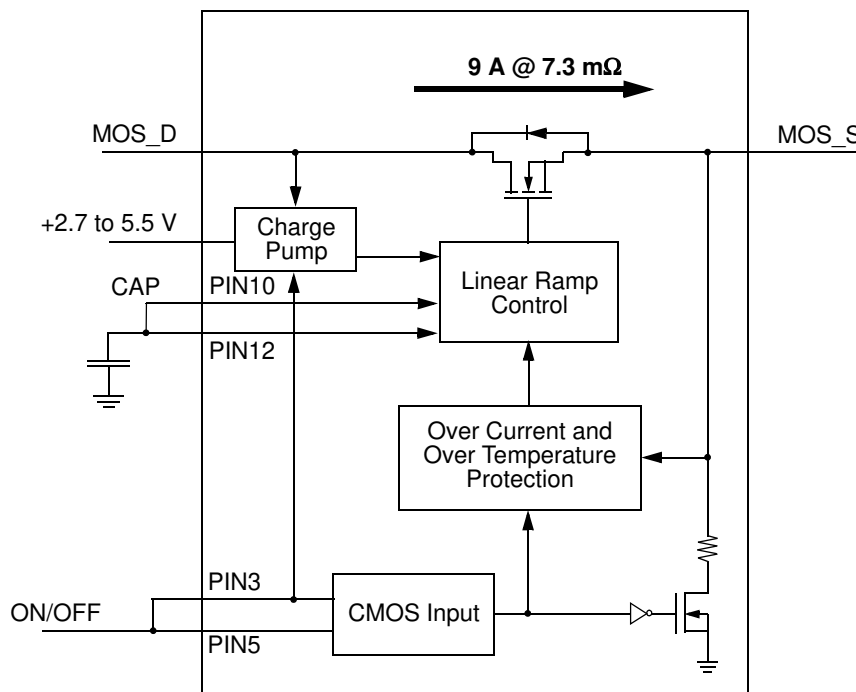 9 A @ 7.3 mΩ
MOS_D
MOS_S
+2.7 to 5.5 V
Charge
Pump
CAP
PIN10
Linear Ramp
Control
PIN12
Over Current and
Over Temperature
Protection
PIN3
ON/OFF
CMOS Input
PIN5